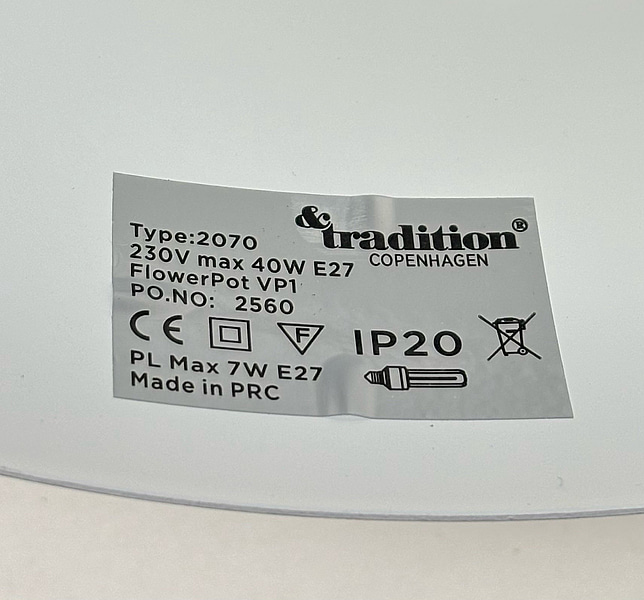 &tradition®
COPENHAGEN
Type:2070
230V max 40W E27
FlowerPot VP1
PO.NO: 2560
CE F IP20
PL Max 7W E27
Made in PRC